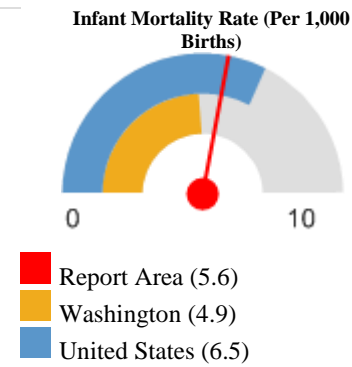 Infant Mortality Rate (Per 1,000
Births)
0
10
Report Area (5.6)
Washington (4.9)
United States (6.5)